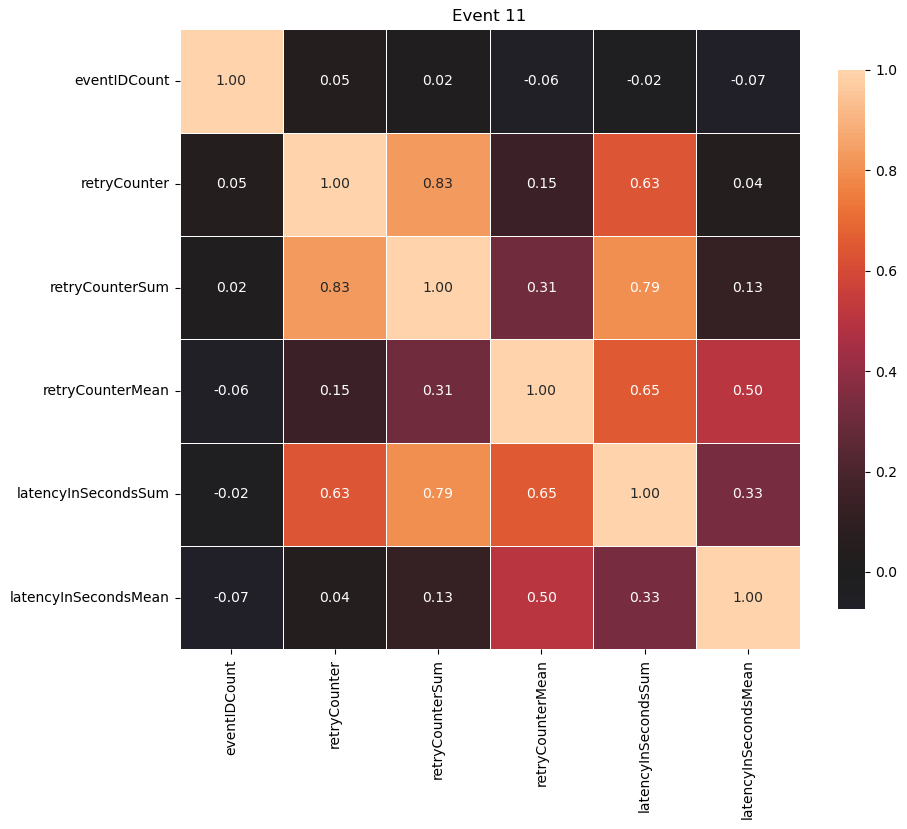 Event 11
eventIDCount 1.00 0.05 0.02 -0.06 -0.02 -0.07
retryCounter 0.05 1.00 0.83 0.15 0.63 0.04
retryCounterSum 0.02 0.83 1.00 0.31 0.79 0.13
retryCounterMean -0.06 0.15 0.31 1.00 0.65 0.50
latencyInSecondsSum -0.02 0.63 0.79 0.65 1.00 0.33
latencyInSecondsMean -0.07 0.04 0.13 0.50 0.33 1.00
eventIDCount
retryCounter
retryCounterSum
retryCounterMean
latencyInSecondsSum
latencyInSecondsMean
1.0
0.8
0.6
0.4
0.2
0.0